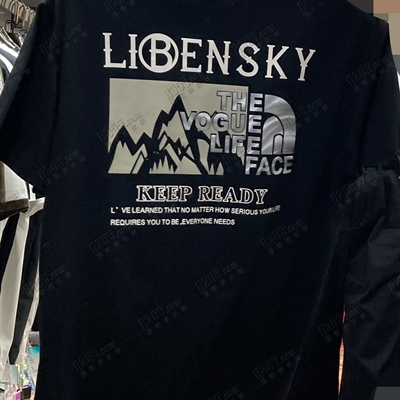 LIBENSKY
THE
VOGUE
LIFE
FACE
KEEP READY
L'VE LEARNED THAT NO MATTER HOW SERIOUS YOUR LIFE
REQUIRES YOU TO BE,EVERYONE NEEDS